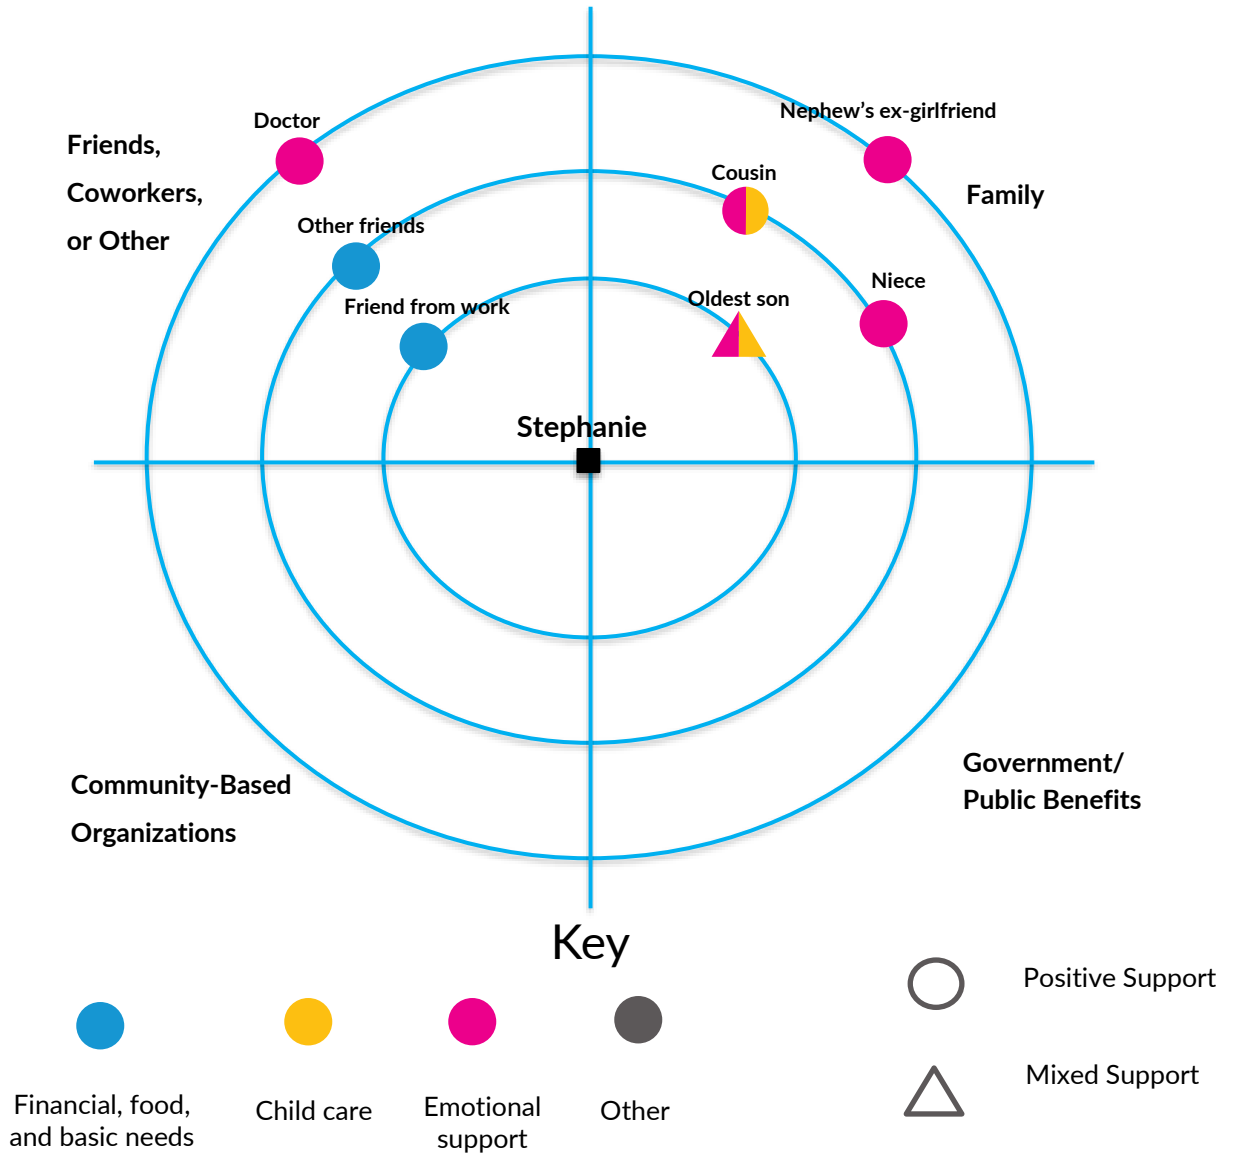 Doctor
Nephew's ex-girlfriend
Friends,
Coworkers,
or Other
Cousin
Family
Other friends
Niece
Friend from work
Oldest son
Stephanie
Community-Based
Organizations
Government/
Public Benefits
Key
Positive Support
Mixed Support
Financial, food,
and basic needs
Child care
Emotional
support
Other